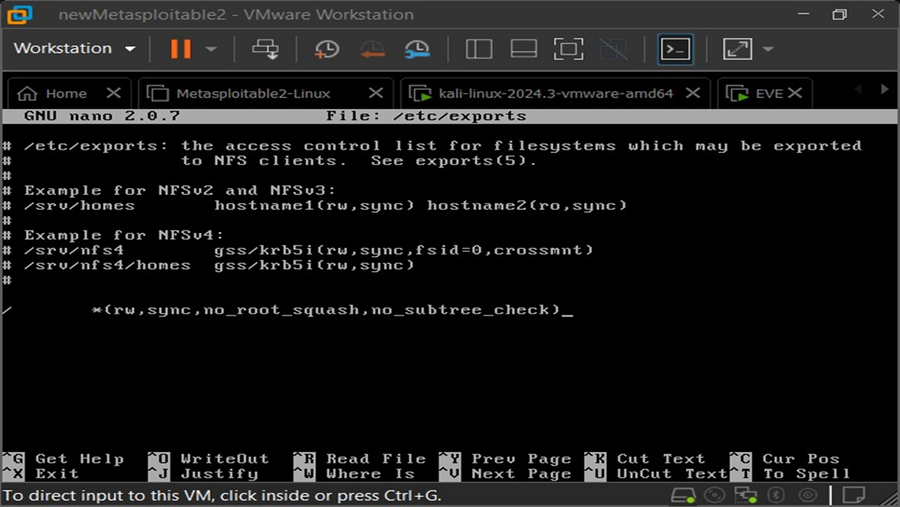 newMetasploitable2 - VMware Workstation
Workstation
Home
Metasploitable2-Linux
kali-linux-2024.3-vmware-amd64
EVE
GNU nano 2.0.7 File: /etc/exports
# /etc/exports: the access control list for filesystems which may be exported
# to NFS clients. See exports(5).
#
# Example for NFSv2 and NFSv3:
# /srv/homes hostname1(rw,sync) hostname2(ro,sync)
#
# Example for NFSv4:
# /srv/nfs4 gss/krb5i(rw,sync,fsid=0,crossmnt)
# /srv/nfs4/homes gss/krb5i(rw,sync)
#
/ *(rw,sync,no_root_squash,no_subtree_check)_
^G Get Help ^O WriteOut ^R Read File ^Y Prev Page ^K Cut Text ^C Cur Pos
^X Exit ^J Justify ^W Where Is ^V Next Page ^U UnCut Text ^T To Spell
To direct input to this VM, click inside or press Ctrl+G.